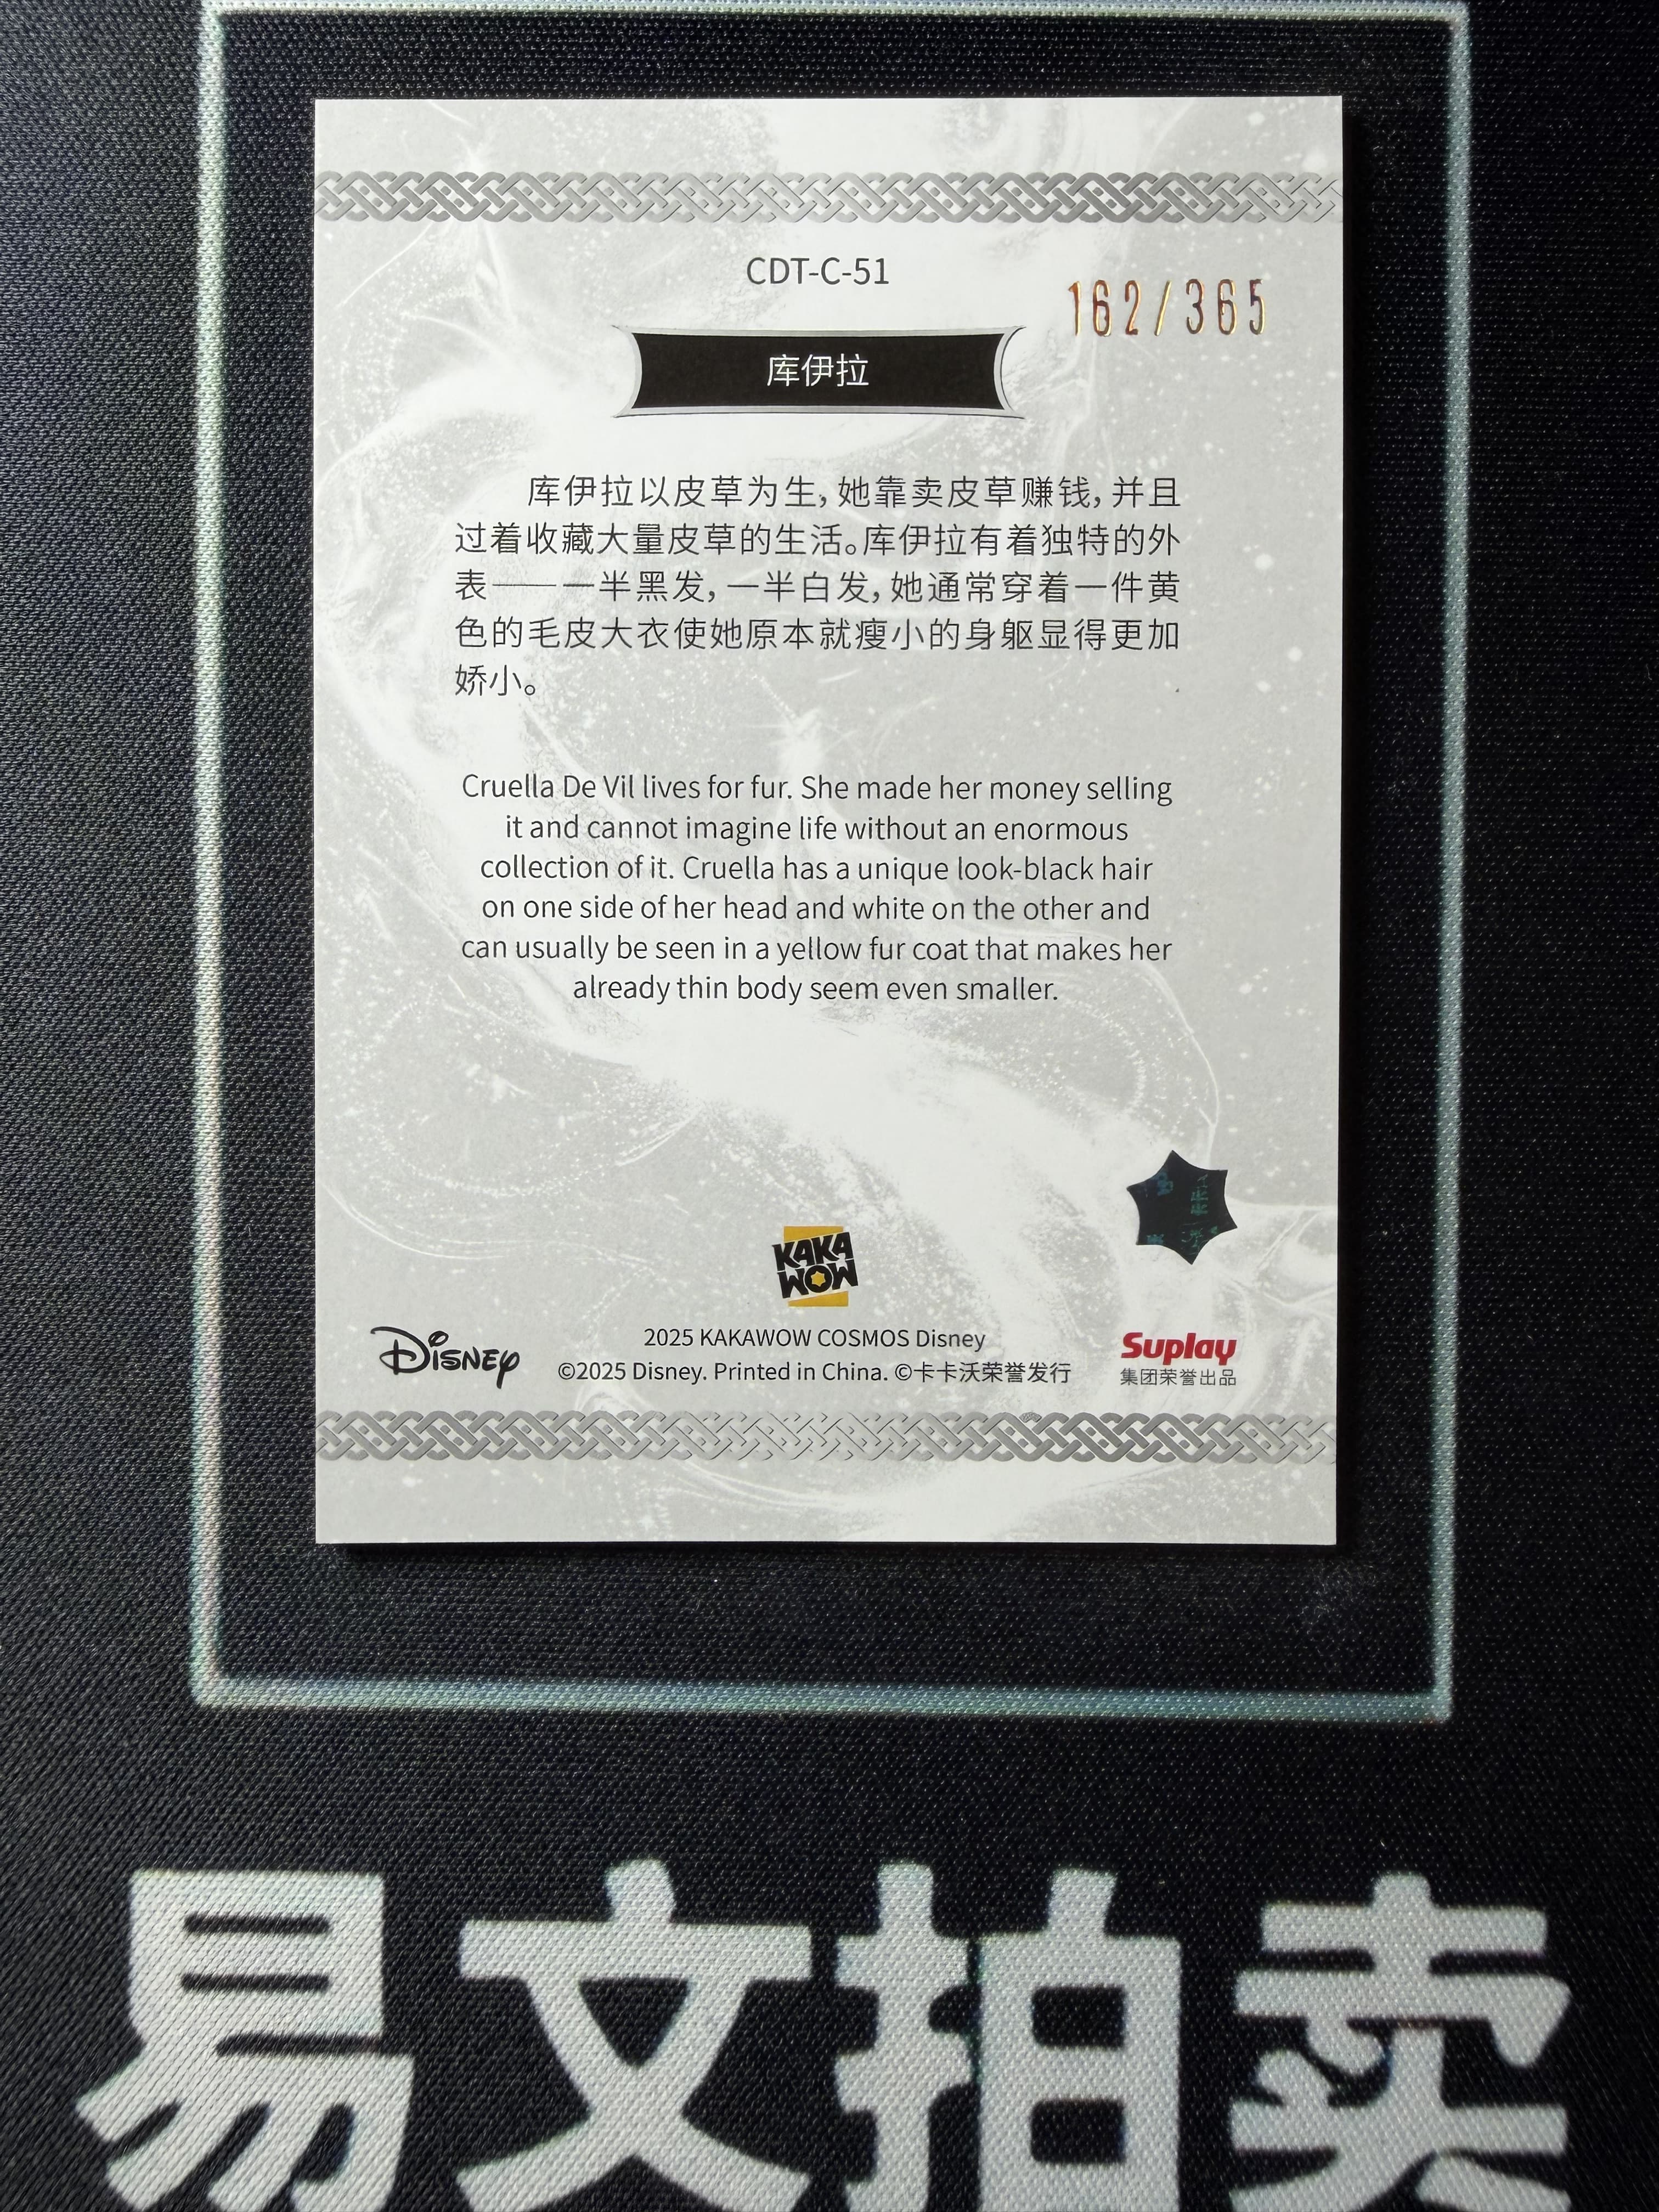 CDT-C-51
162/365
库伊拉
库伊拉以皮草为生,她靠卖皮草赚钱,并且
过着收藏大量皮草的生活。库伊拉有着独特的外
表——一半黑发,一半白发,她通常穿着一件黄
色的毛皮大衣使她原本就瘦小的身躯显得更加
娇小。
Cruella De Vil lives for fur. She made her money selling
it and cannot imagine life without an enormous
collection of it. Cruella has a unique look-black hair
on one side of her head and white on the other and
can usually be seen in a yellow fur coat that makes her
already thin body seem even smaller.
KAKA
WOW
Disney
2025 KAKAWOW COSMOS Disney
©2025 Disney. Printed in China. ©卡卡沃荣誉发行
Suplay
集团荣誉出品
易文拍卖